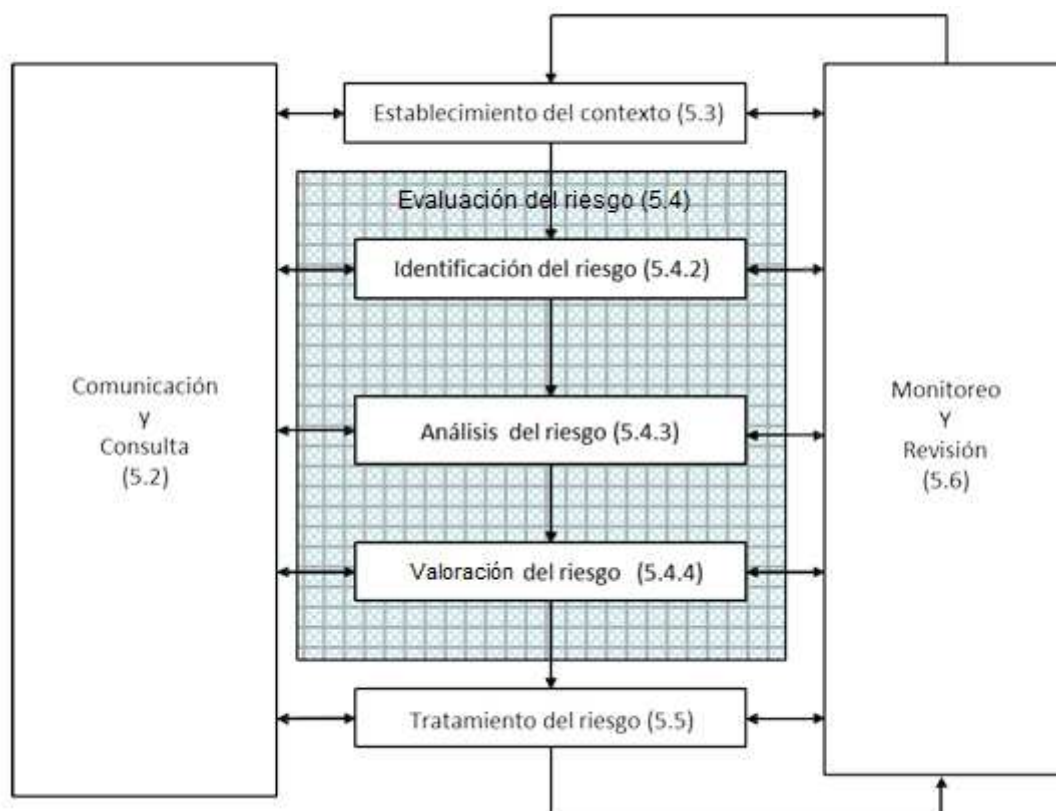 Establecimiento del contexto (5.3)
Evaluación del riesgo (5.4)
Identificación del riesgo (5.4.2)
Comunicación
y
Consulta
(5.2)
Análisis del riesgo (5.4.3)
Monitoreo
Y
Revisión
(5.6)
Valoración del riesgo (5.4.4)
Tratamiento del riesgo (5.5)